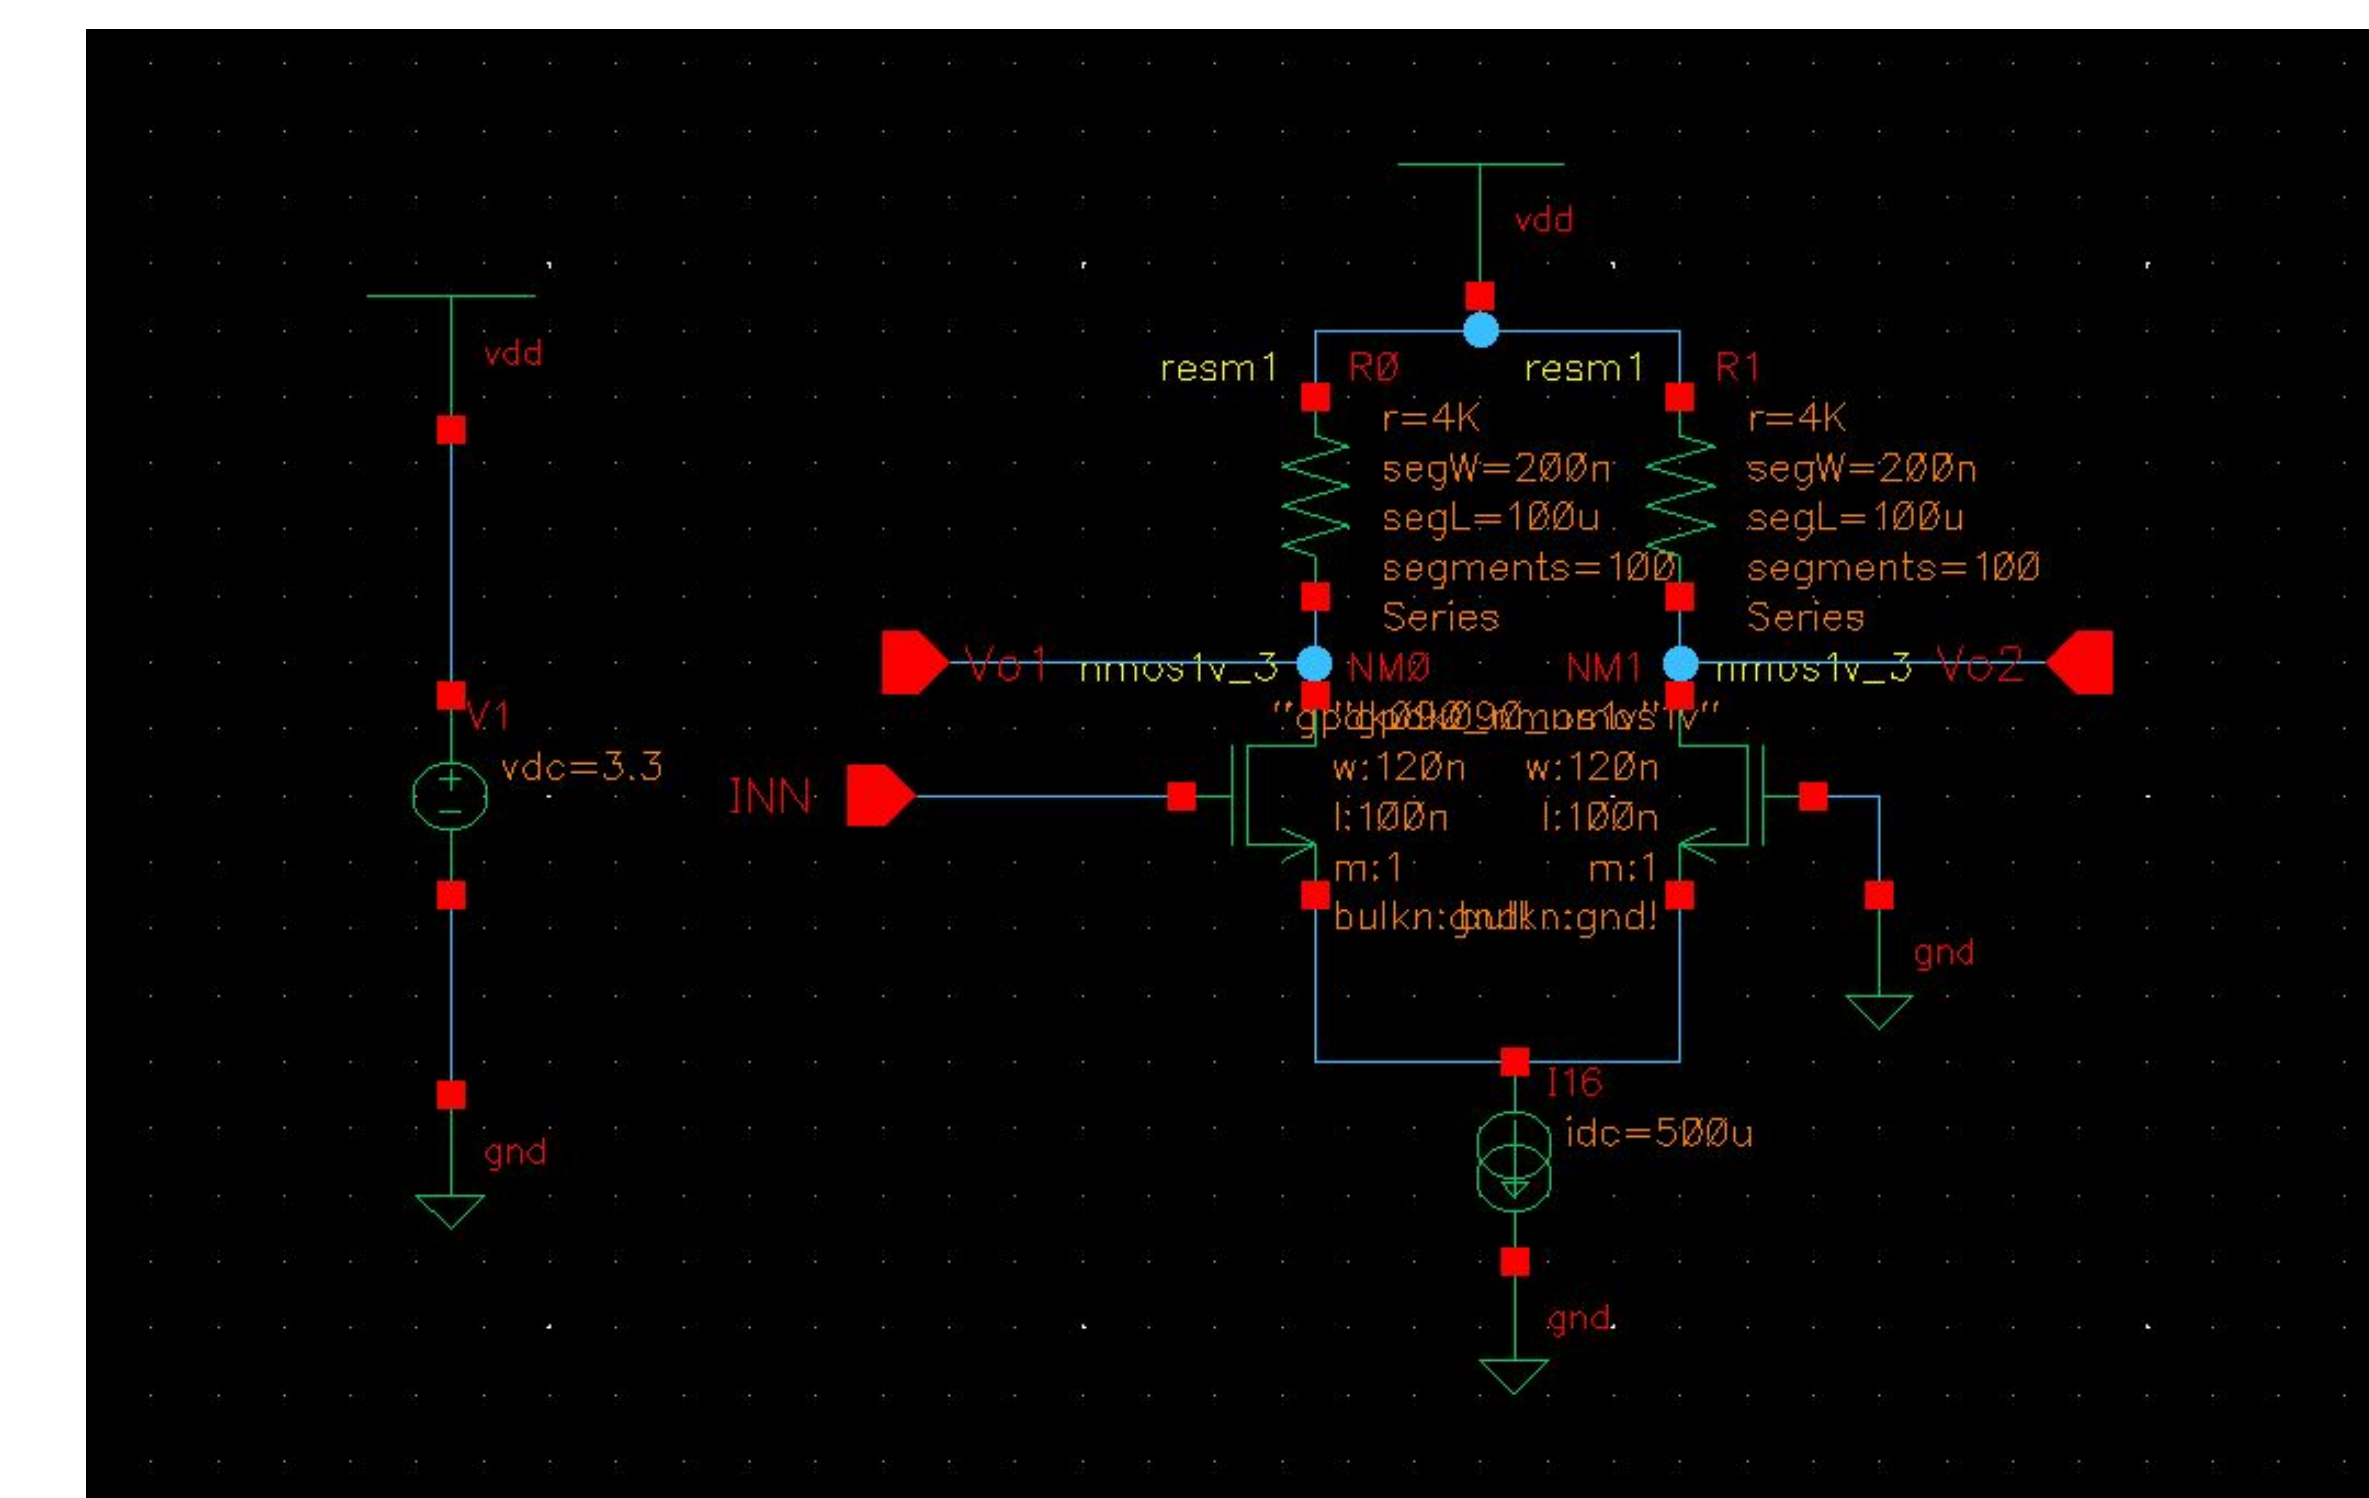 vdd
vdd
resm1
R0
resm1
R1
r=4K
segW=200n
segL=100u
segments=100
Series
r=4K
segW=200n
segL=100u
segments=100
Series
Vo1
nmos1v_3
NM0
NM1
nmos1v_3
Vo2
V1
vdc=3.3
INN
w:120n
l:100n
m:1
w:120n
l:100n
m:1
bulkn:gnd!
gnd
I16
idc=500u
gnd
gnd